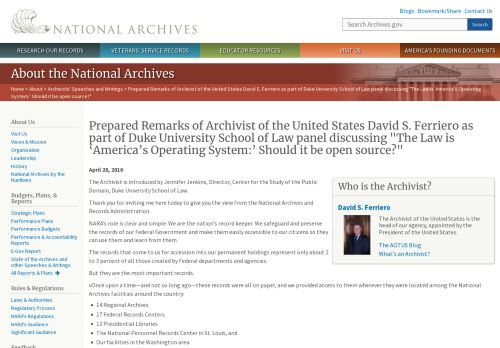 NATIONAL ARCHIVES
Blogs · Bookmark/Share · Contact Us
Search Archives.gov
Search
RESEARCH OUR RECORDS
VETERANS' SERVICE RECORDS
EDUCATOR RESOURCES
VISIT US
AMERICA'S FOUNDING DOCUMENTS
About the National Archives
Home > About > Archivists' Speeches and Writings > Prepared Remarks of Archivist of the United States David S. Ferriero as part of Duke University School of Law panel discussing "The Law is 'America's Operating
System:' Should it be open source?"
About Us
Visit Us
Vision & Mission
Organization
Leadership
History
National Archives by the
Numbers
Budgets, Plans, &
Reports
Strategic Plans
Performance Plans
Performance Budgets
Performance & Accountability
Reports
E-Gov Report
State of the Archives and
other Speeches & Writings
All Reports & Plans
Rules & Regulations
Laws & Authorities
Regulatory Process
NARA's Regulations
NARA's Guidance
Significant Guidance
Feedback
Prepared Remarks of Archivist of the United States David S. Ferriero as
part of Duke University School of Law panel discussing "The Law is
‘America's Operating System:’ Should it be open source?"
April 28, 2010
The Archivist is introduced by Jennifer Jenkins, Director, Center for the Study of the Public
Domain, Duke University School of Law
Thank you for inviting me here today to give you the view from the National Archives and
Records Administration.
NARA's role is clear and simple: We are the nation's record keeper. We safeguard and preserve
the records of our Federal Government and make them easily accessible to our citizens so they
can use them and learn from them.
The records that come to us for accession into our permanent holdings represent only about 2
to 3 percent of all those created by Federal departments and agencies.
But they are the most important records.
vOnce upon a time—and not so long ago—these records were all on paper, and we provided access to them wherever they were located among the National
Archives facilities around the country:
14 Regional Archives
17 Federal Records Centers
13 Presidential Libraries
The National Personnel Records Center in St. Louis, and
Our facilities in the Washington area
Who is the Archivist?
David S. Ferriero
The Archivist of the United States is the
head of our agency, appointed by the
President of the United States.
The AOTUS Blog
What's an Archivist?